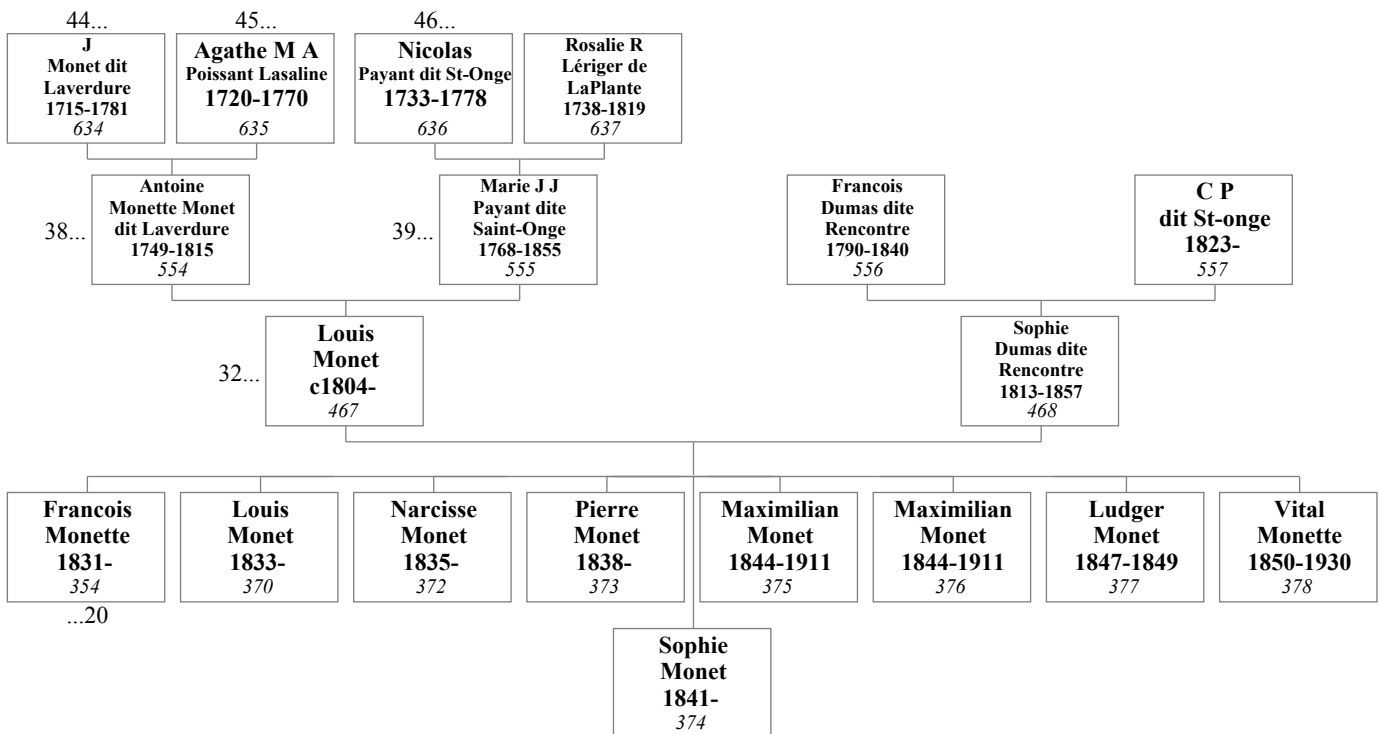 44...
45...
46...
J
Monet dit
Laverdure
1715-1781
634
Agathe M A
Poissant Lasaline
1720-1770
635
Nicolas
Payant dit St-Onge
1733-1778
636
Rosalie R
Lériger de
LaPlante
1738-1819
637
38...
Antoine
Monette Monet
dit Laverdure
1749-1815
554
39...
Marie J J
Payant dite
Saint-Onge
1768-1855
555
Francois
Dumas dite
Rencontre
1790-1840
556
C P
dit St-onge
1823-
557
32...
Louis
Monet
c1804-
467
Sophie
Dumas dite
Rencontre
1813-1857
468
Francois
Monette
1831-
354
...20
Louis
Monet
1833-
370
Narcisse
Monet
1835-
372
Pierre
Monet
1838-
373
Maximilian
Monet
1844-1911
375
Maximilian
Monet
1844-1911
376
Ludger
Monet
1847-1849
377
Vital
Monette
1850-1930
378
Sophie
Monet
1841-
374